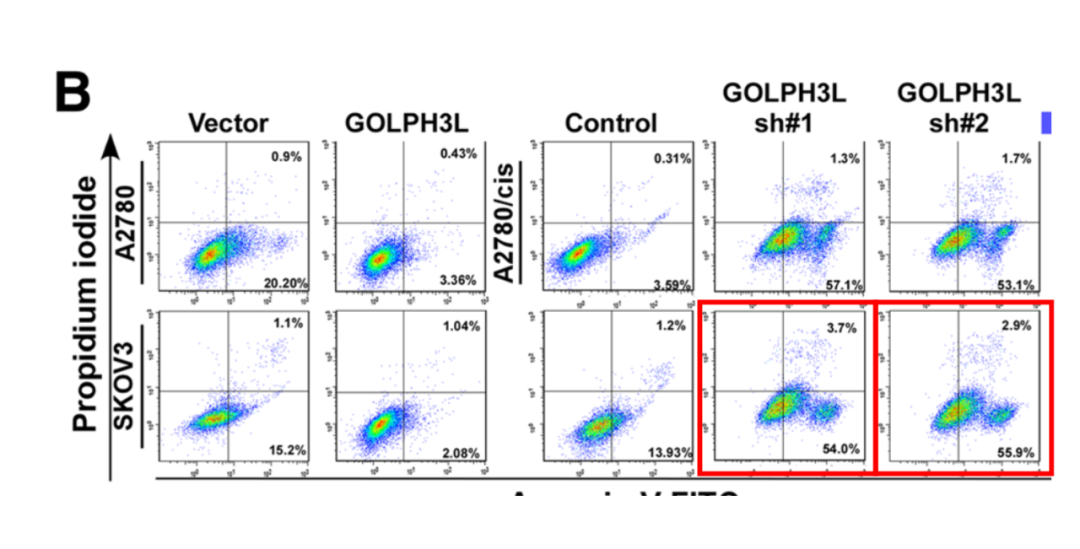 B
Vector
GOLPH3L
Control
GOLPH3L
sh#1
GOLPH3L
sh#2
Propidium iodide
A2780
0.9%
20.20%
0.43%
3.36%
A2780/cis
0.31%
3.59%
1.3%
57.1%
1.7%
53.1%
SKOV3
1.1%
15.2%
1.04%
2.08%
1.2%
13.93%
3.7%
54.0%
2.9%
55.9%